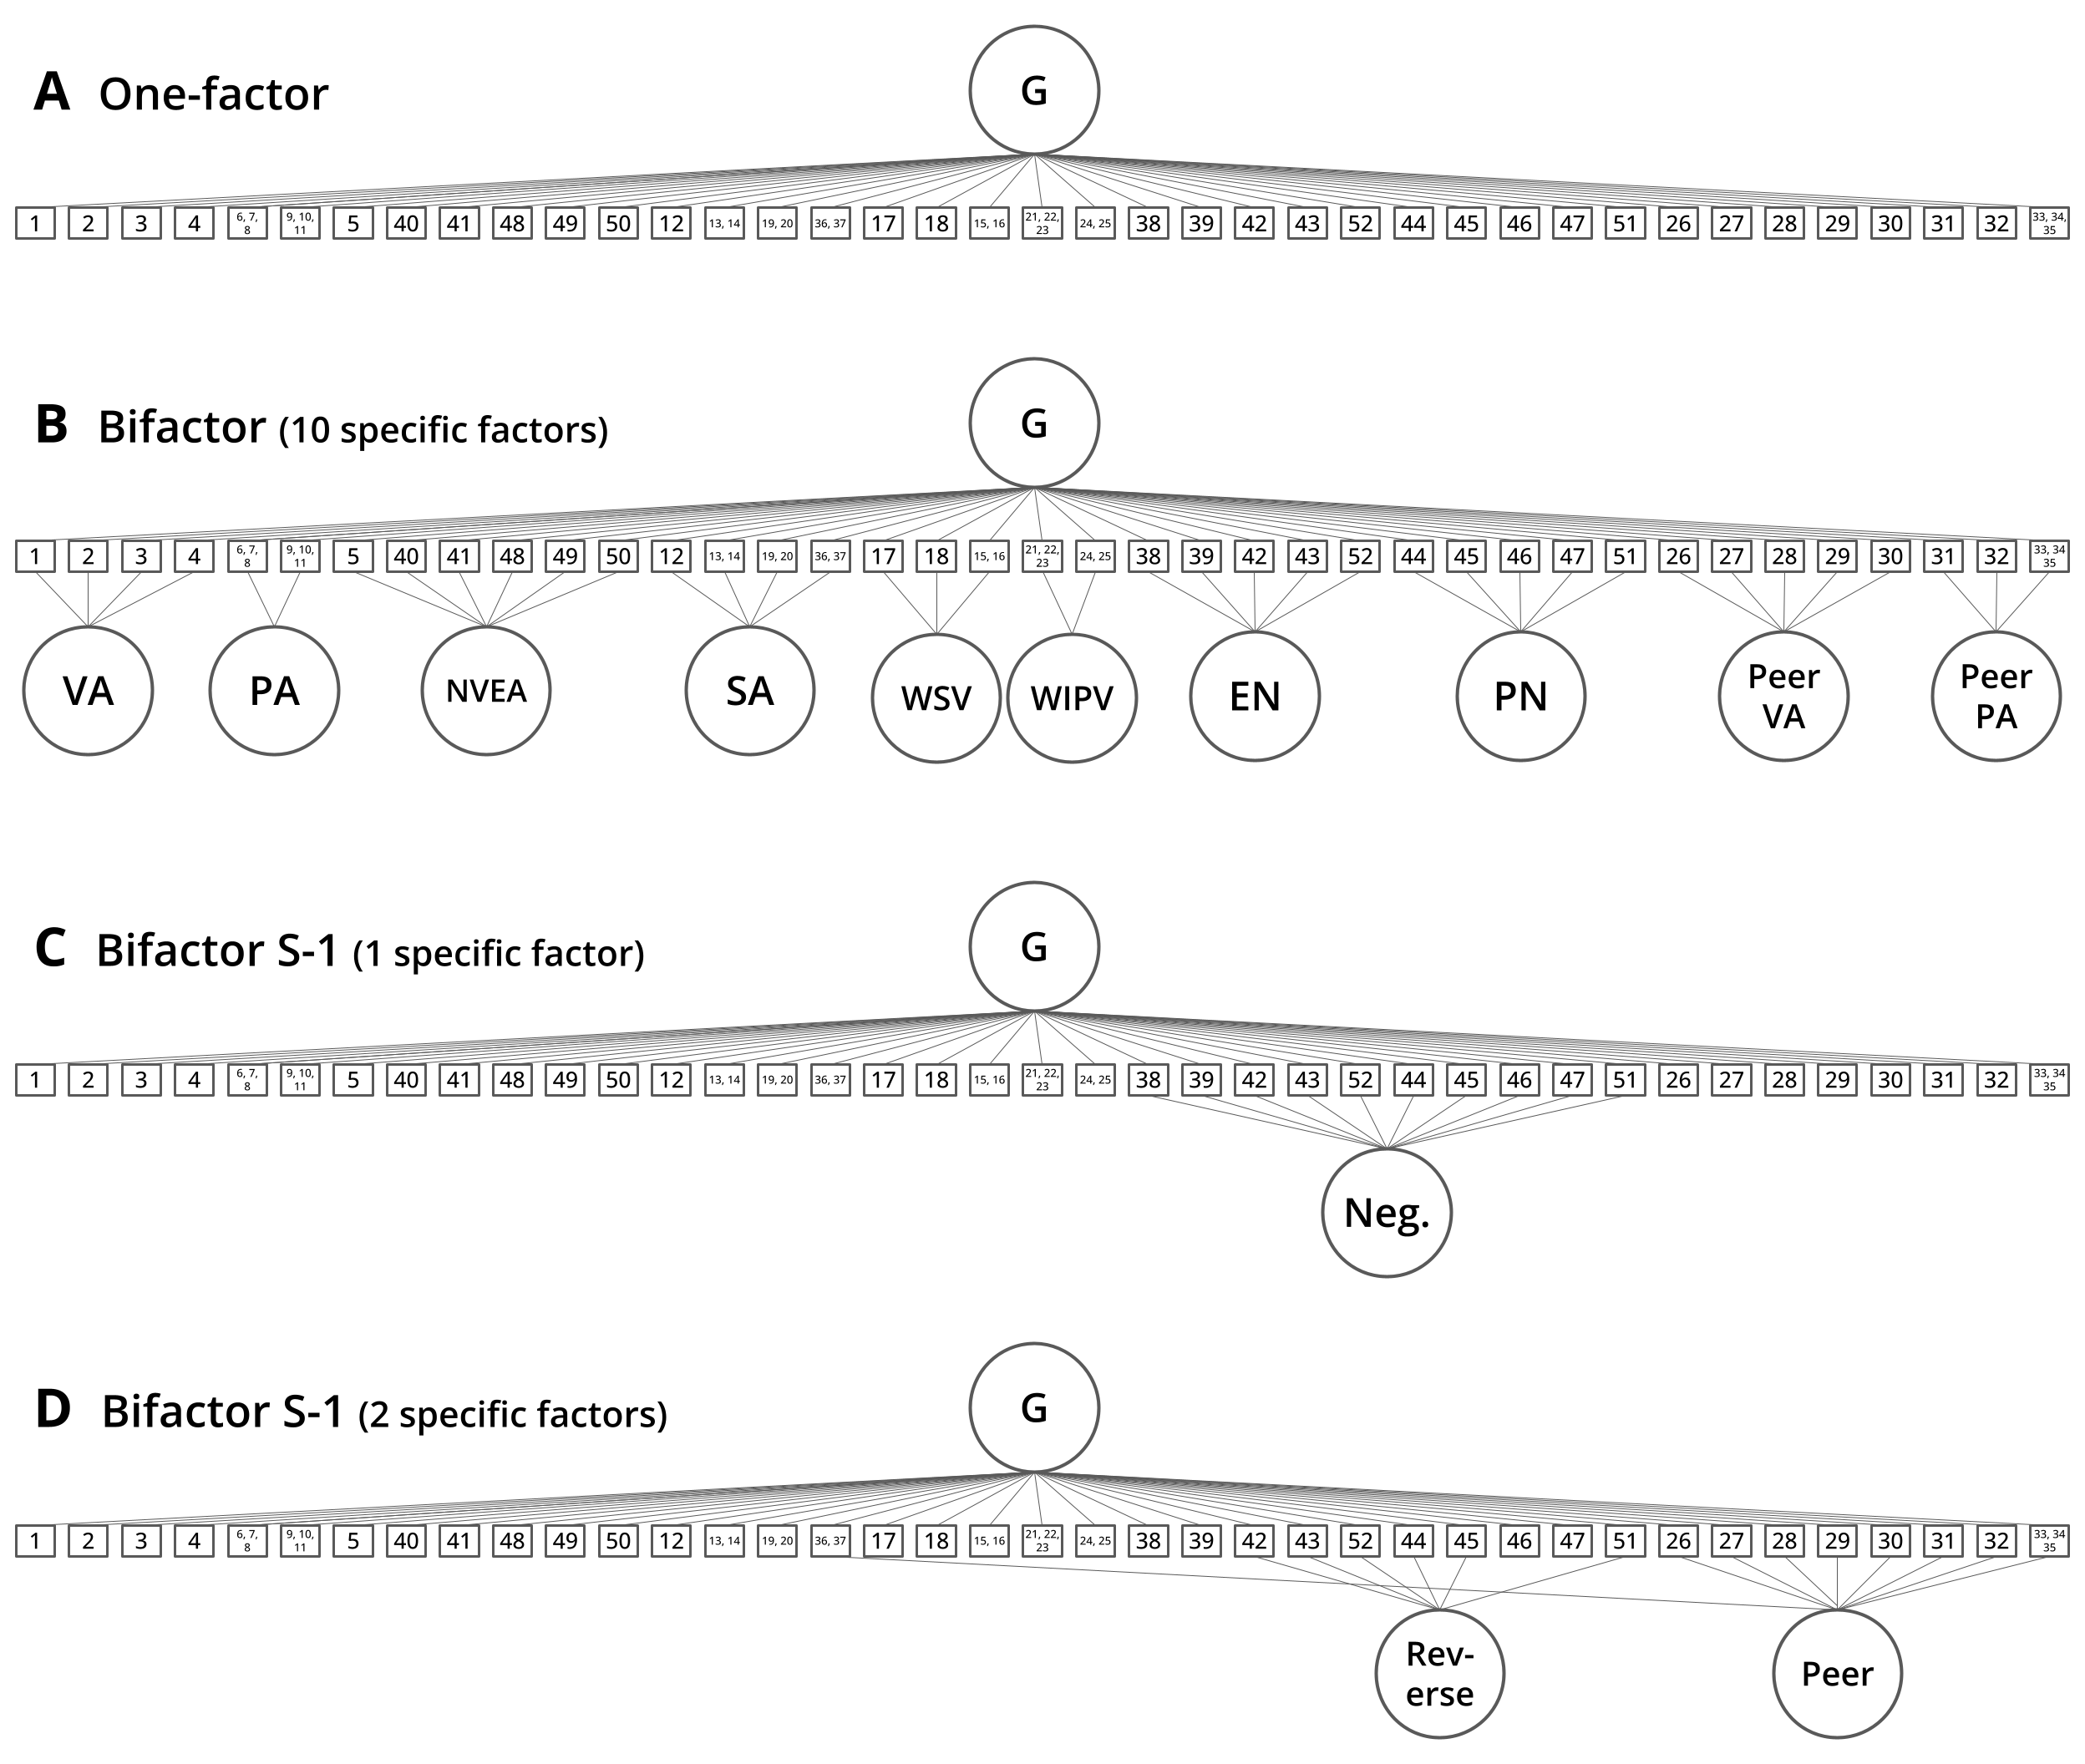 G
A One-factor
1 2 3 4 6, 7, 9, 10, 5 40 41 48 49 50 12 13, 14 19, 20 36, 37 17 18 15, 16 21, 22, 24, 25 38 39 42 43 52 44 45 46 47 51 26 27 28 29 30 31 32 33, 34,
8 11 23 35
G
B Bifactor (10 specific factors)
1 2 3 4 6, 7, 9, 10, 5 40 41 48 49 50 12 13, 14 19, 20 36, 37 17 18 15, 16 21, 22, 24, 25 38 39 42 43 52 44 45 46 47 51 26 27 28 29 30 31 32 33, 34
8 11 23 35
VA PA NVEA SA WSV WIPV EN PN Peer Peer
VA PA
G
C Bifactor S-1 (1 specific factor)
1 2 3 4 6, 7, 9, 10, 5 40 41 48 49 50 12 13, 14 19, 20 36, 37 17 18 15, 16 21, 22, 24, 25 38 39 42 43 52 44 45 46 47 51 26 27 28 29 30 31 32 33, 34
8 11 23 35
Neg.
G
D Bifactor S-1 (2 specific factors)
1 2 3 4 6, 7, 9, 10, 5 40 41 48 49 50 12 13, 14 19, 20 36, 37 17 18 15, 16 21, 22, 24, 25 38 39 42 43 52 44 45 46 47 51 26 27 28 29 30 31 32 33, 34
8 11 23 35
Rev- Peer
erse